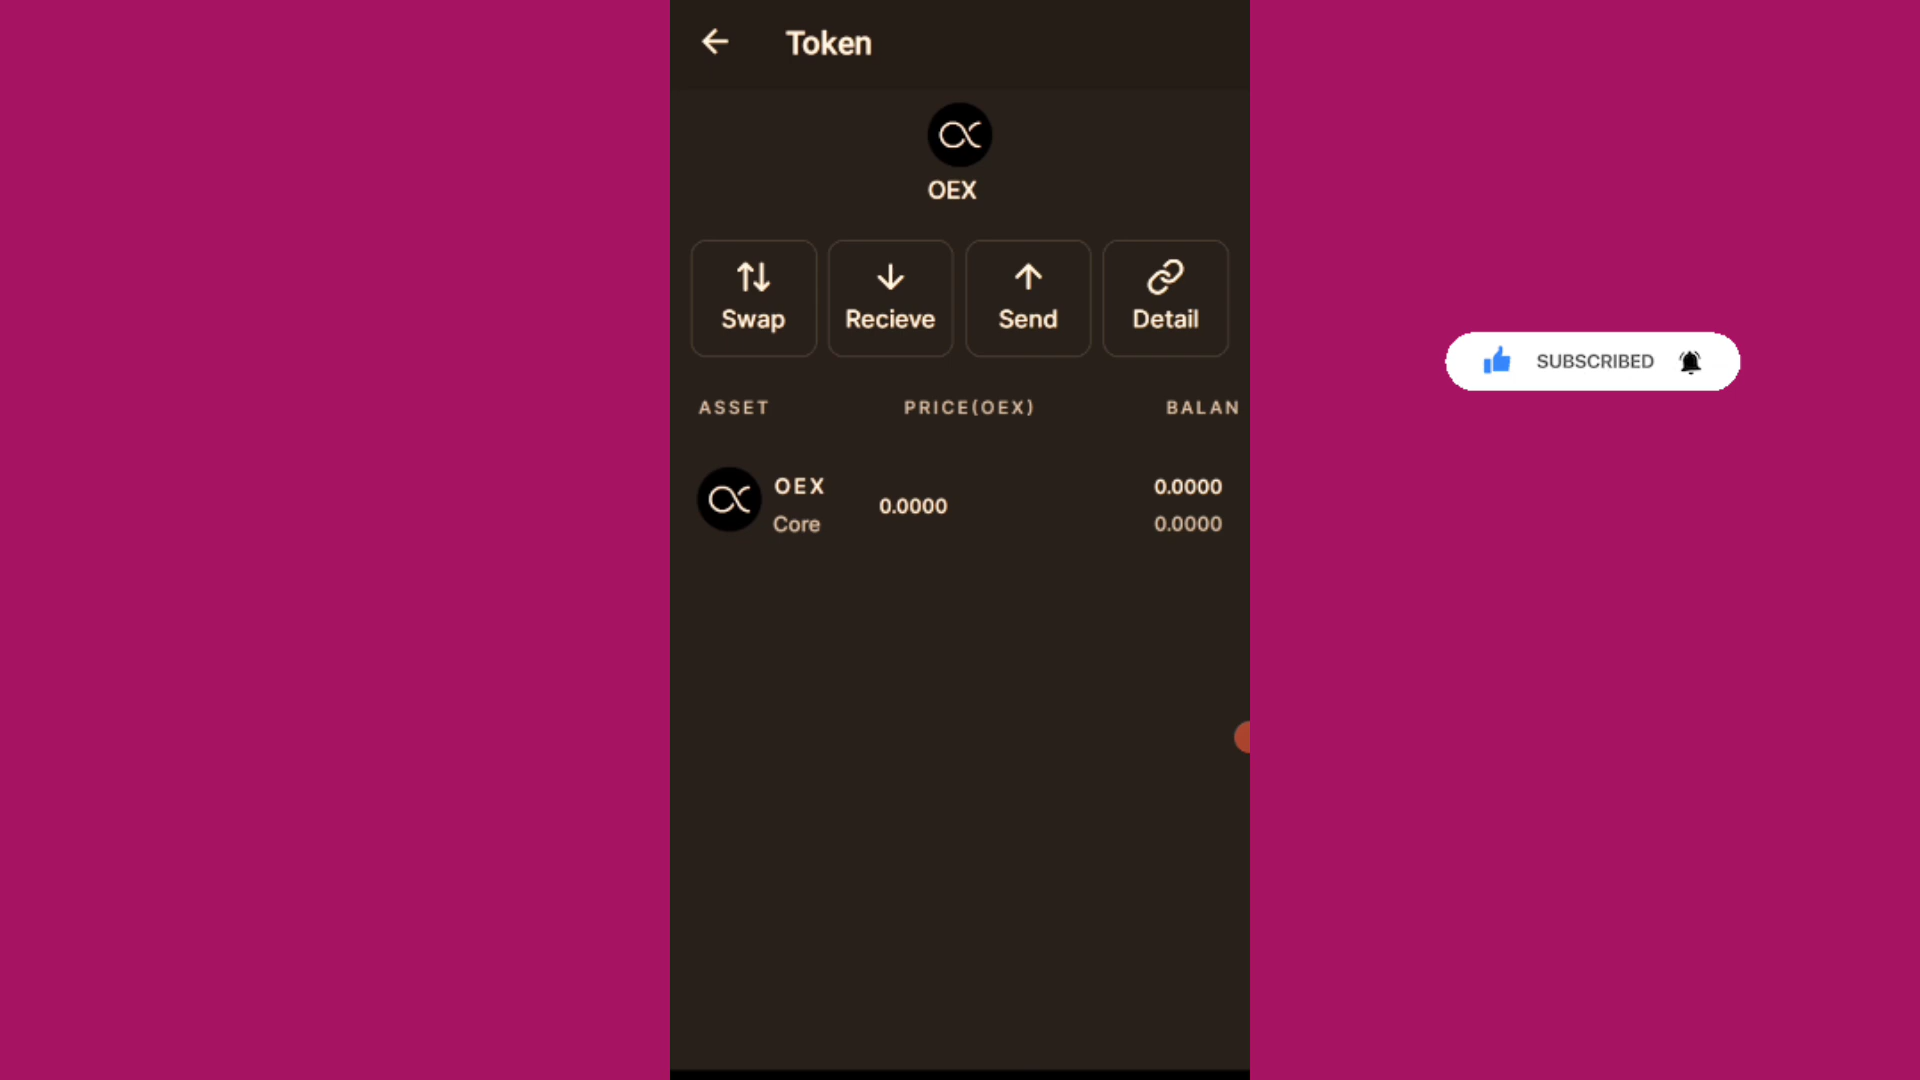 Token
OEX
Swap
Recieve
Send
Detail
SUBSCRIBED
ASSET
PRICE(OEX)
BALAN
OEX
0.0000
0.0000
Core
0.0000